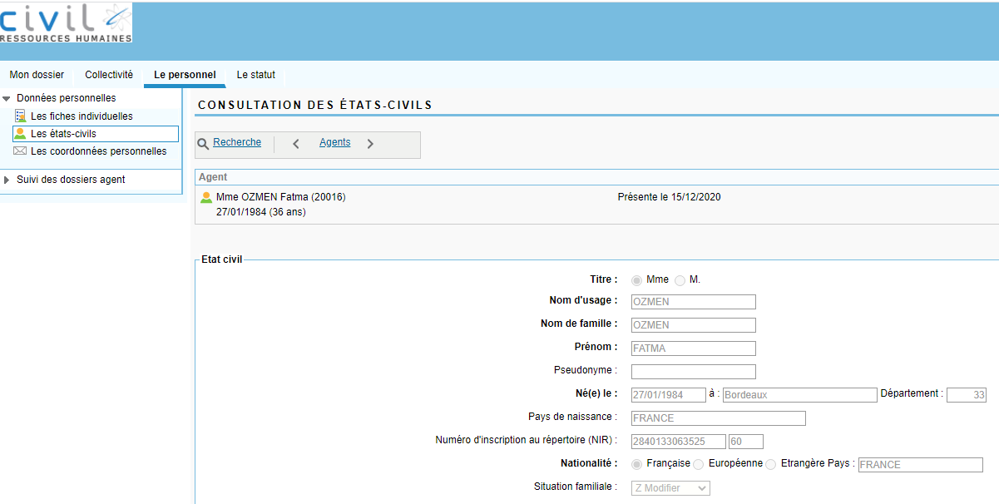 civil
RESSOURCES HUMAINES
Mon dossier Collectivité Le personnel Le statut
Données personnelles
Les fiches individuelles
Les états-civils
Les coordonnées personnelles
Suivi des dossiers agent
CONSULTATION DES ÉTATS-CIVILS
Recherche Agents
Agent
Mme OZMEN Fatma (20016) Présente le 15/12/2020
27/01/1984 (36 ans)
Etat civil
Titre : Mme M.
Nom d'usage : OZMEN
Nom de famille : OZMEN
Prénom : FATMA
Pseudonyme :
Né(e) le : 27/01/1984 à : Bordeaux Département : 33
Pays de naissance : FRANCE
Numéro d'inscription au répertoire (NIR) : 2840133063525 60
Nationalité : Française Européenne Etrangère Pays : FRANCE
Situation familiale : Z Modifier